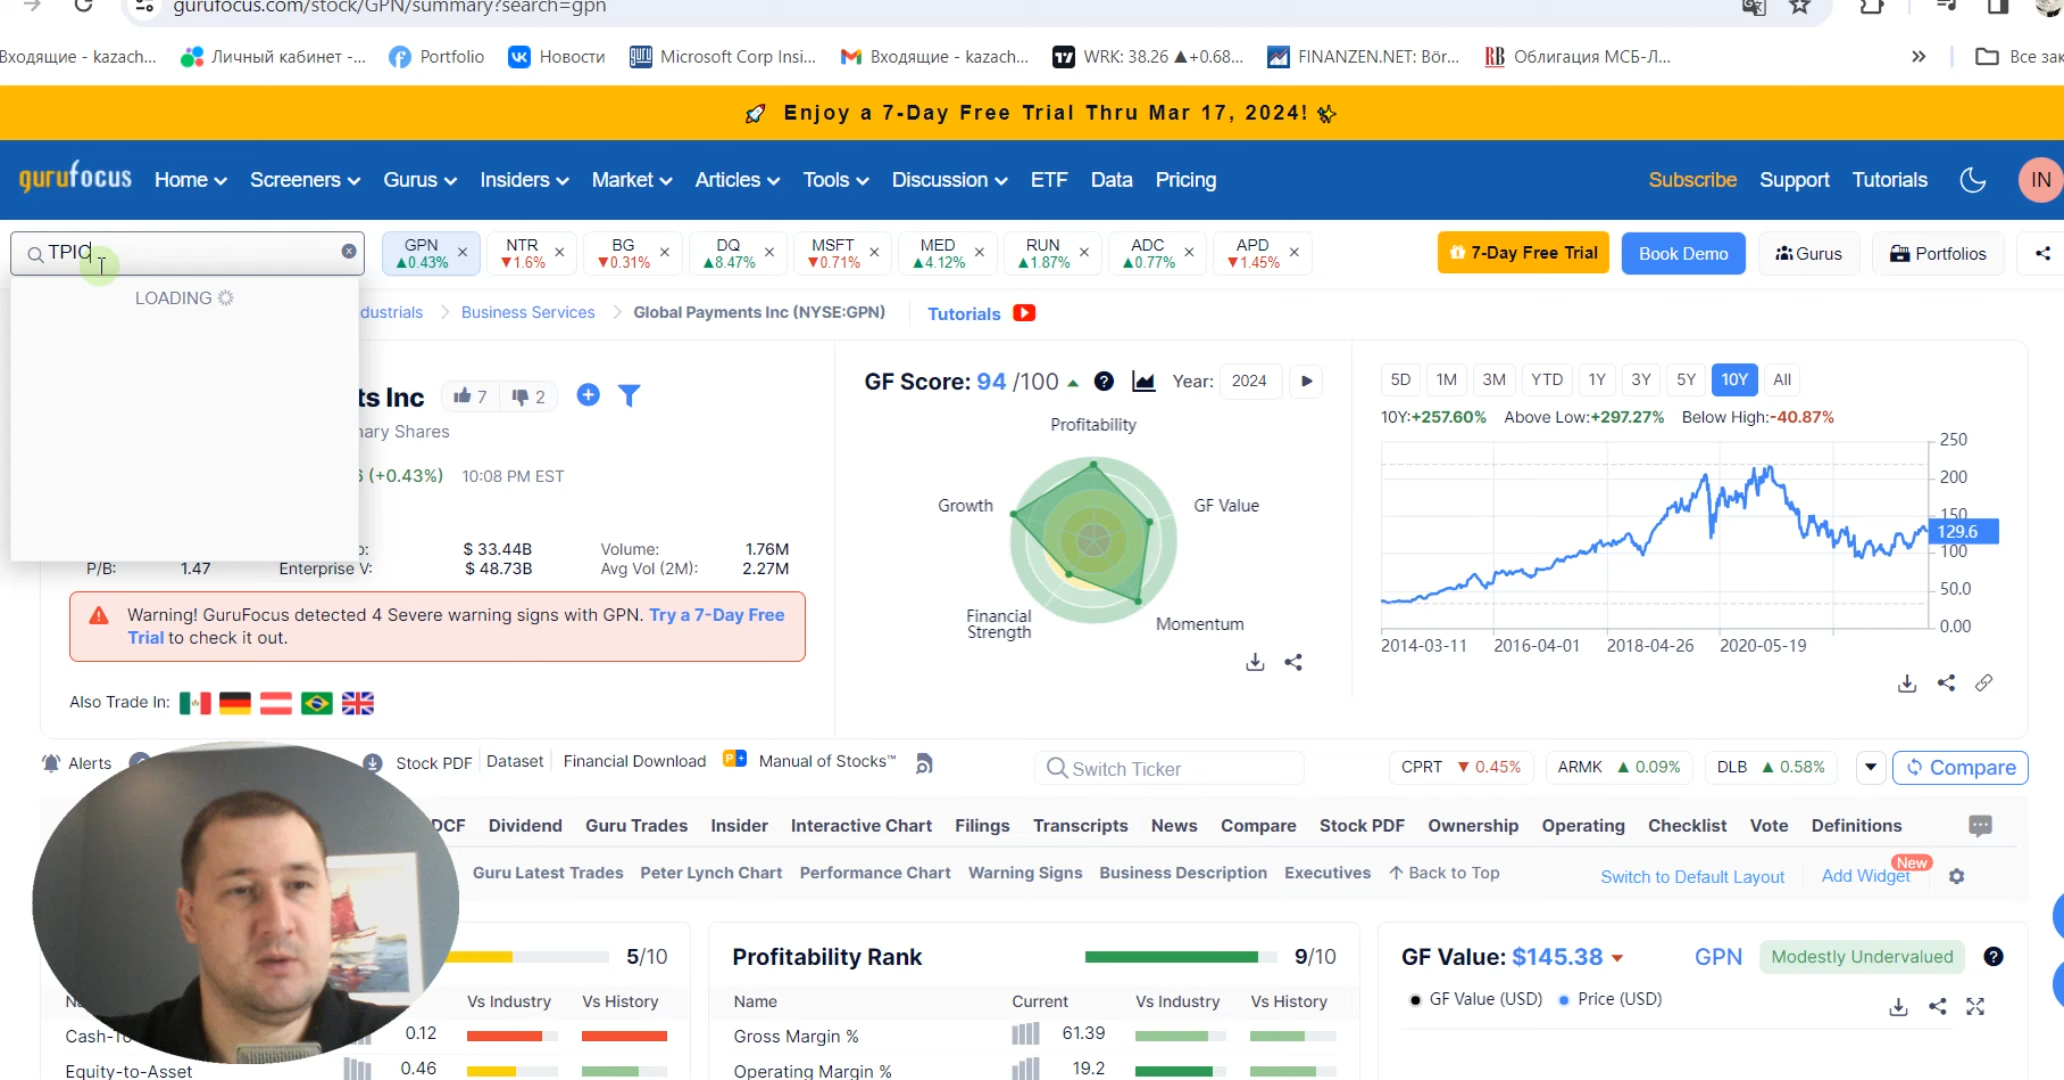 gurufocus.com/stock/GPN/summary?search=gpn
Входящие - kazach... Личный кабинет -... Portfolio Новости Microsoft Corp Insi... Входящие - kazach... WRK: 38.26 ▲+0.68... FINANZEN.NET: Bör... Облигация МСБ-Л... » Все зак
Enjoy a 7-Day Free Trial Thru Mar 17, 2024!
gurufocus Home Screeners Gurus Insiders Market Articles Tools Discussion ETF Data Pricing Subscribe Support Tutorials IN
TPIC
GPN × NTR × BG × DQ × MSFT × MED × RUN × ADC × APD ×
▲0.43% ▼1.6% ▼0.31% ▲8.47% ▼0.71% ▲4.12% ▲1.87% ▲0.77% ▼1.45%
7-Day Free Trial Book Demo Gurus Portfolios
LOADING
dustrials > Business Services > Global Payments Inc (NYSE:GPN) Tutorials
ts Inc 7 2
nary Shares
6 (+0.43%) 10:08 PM EST
$ 33.44B Volume: 1.76M
P/B: 1.47 Enterprise V: $ 48.73B Avg Vol (2M): 2.27M
Warning! GuruFocus detected 4 Severe warning signs with GPN. Try a 7-Day Free
Trial to check it out.
Also Trade In:
GF Score: 94 /100 Year: 2024
Profitability
Growth
GF Value
Financial
Strength
Momentum
5D 1M 3M YTD 1Y 3Y 5Y 10Y All
10Y:+257.60% Above Low:+297.27% Below High:-40.87%
250
200
150
129.6
100
50.0
0.00
2014-03-11 2016-04-01 2018-04-26 2020-05-19
Alerts Stock PDF Dataset Financial Download Manual of Stocks™ Switch Ticker CPRT ▼ 0.45% ARMK ▲ 0.09% DLB ▲ 0.58% Compare
DCF Dividend Guru Trades Insider Interactive Chart Filings Transcripts News Compare Stock PDF Ownership Operating Checklist Vote Definitions
Guru Latest Trades Peter Lynch Chart Performance Chart Warning Signs Business Description Executives Back to Top Switch to Default Layout Add Widget New
5/10
Vs Industry Vs History
0.12
Equity-to-Asset 0.46
Profitability Rank 9/10
Name Current Vs Industry Vs History
Gross Margin % 61.39
Operating Margin % 19.2
GF Value: $145.38 GPN Modestly Undervalued
GF Value (USD) Price (USD)